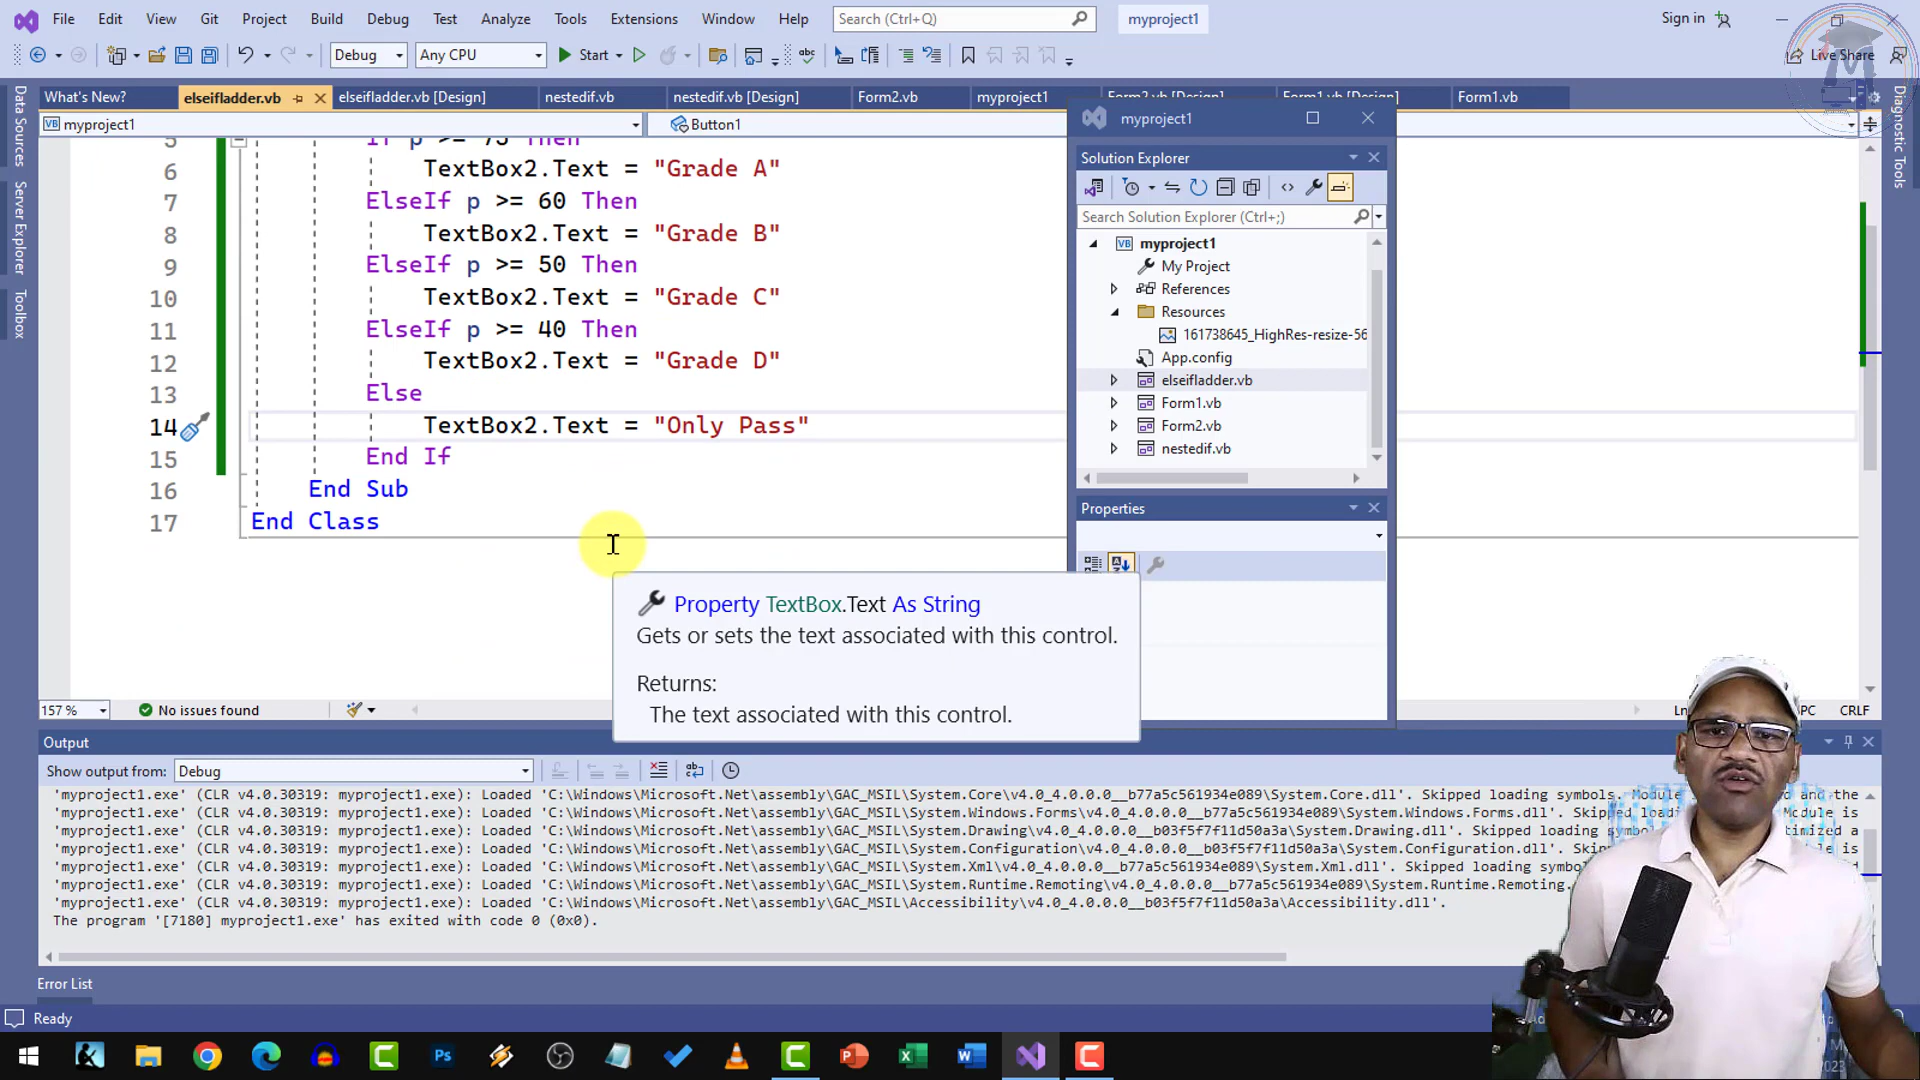 File Edit View Git Project Build Debug Test Analyze Tools Extensions Window Help Search (Ctrl+Q) myproject1 Sign in
Debug Any CPU Start Live Share
What's New? elseifladder.vb elseifladder.vb [Design] nestedif.vb nestedif.vb [Design] Form2.vb myproject1 Form2.vb [Design] Form1.vb [Design] Form1.vb
myproject1 Button1
Data Sources
Server Explorer
Toolbox
Diagnostic Tools
5 If p >= 75 Then
6 TextBox2.Text = "Grade A"
7 ElseIf p >= 60 Then
8 TextBox2.Text = "Grade B"
9 ElseIf p >= 50 Then
10 TextBox2.Text = "Grade C"
11 ElseIf p >= 40 Then
12 TextBox2.Text = "Grade D"
13 Else
14 TextBox2.Text = "Only Pass"
15 End If
16 End Sub
17 End Class
Property TextBox.Text As String
Gets or sets the text associated with this control.
Returns:
The text associated with this control.
myproject1
Solution Explorer
Search Solution Explorer (Ctrl+;)
VB myproject1
My Project
References
Resources
161738645_HighRes-resize-56
App.config
elseifladder.vb
Form1.vb
Form2.vb
nestedif.vb
Properties
157 % No issues found CRLF
Output
Show output from: Debug
'myproject1.exe' (CLR v4.0.30319: myproject1.exe): Loaded 'C:\Windows\Microsoft.Net\assembly\GAC_MSIL\System.Core\v4.0_4.0.0.0__b77a5c561934e089\System.Core.dll'. Skipped loading symbols. Module and the
'myproject1.exe' (CLR v4.0.30319: myproject1.exe): Loaded 'C:\Windows\Microsoft.Net\assembly\GAC_MSIL\System.Windows.Forms\v4.0_4.0.0.0__b77a5c561934e089\System.Windows.Forms.dll'. Module is
'myproject1.exe' (CLR v4.0.30319: myproject1.exe): Loaded 'C:\Windows\Microsoft.Net\assembly\GAC_MSIL\System.Drawing\v4.0_4.0.0.0__b03f5f7f11d50a3a\System.Drawing.dll'. Skipped loading
'myproject1.exe' (CLR v4.0.30319: myproject1.exe): Loaded 'C:\Windows\Microsoft.Net\assembly\GAC_MSIL\System.Configuration\v4.0_4.0.0.0__b03f5f7f11d50a3a\System.Configuration.dll'.
'myproject1.exe' (CLR v4.0.30319: myproject1.exe): Loaded 'C:\Windows\Microsoft.Net\assembly\GAC_MSIL\System.Xml\v4.0_4.0.0.0__b77a5c561934e089\System.Xml.dll'. Skipped loading
'myproject1.exe' (CLR v4.0.30319: myproject1.exe): Loaded 'C:\Windows\Microsoft.Net\assembly\GAC_MSIL\System.Runtime.Remoting\v4.0_4.0.0.0__b77a5c561934e089\System.Runtime.Remoting.
'myproject1.exe' (CLR v4.0.30319: myproject1.exe): Loaded 'C:\Windows\Microsoft.Net\assembly\GAC_MSIL\Accessibility\v4.0_4.0.0.0__b03f5f7f11d50a3a\Accessibility.dll'.
The program '[7180] myproject1.exe' has exited with code 0 (0x0).
Error List
Ready